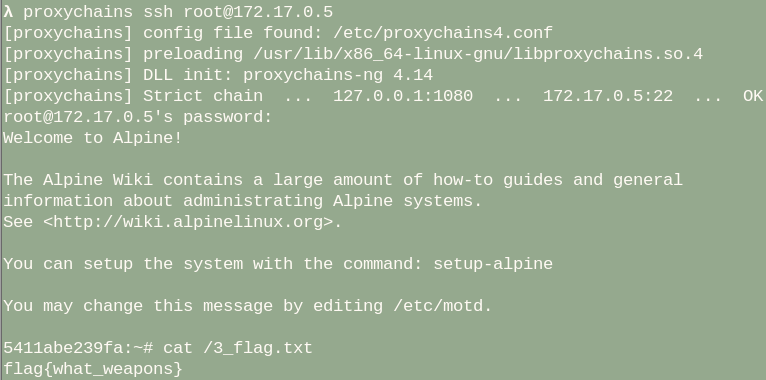 λ proxychains ssh root@172.17.0.5
[proxychains] config file found: /etc/proxychains4.conf
[proxychains] preloading /usr/lib/x86_64-linux-gnu/libproxychains.so.4
[proxychains] DLL init: proxychains-ng 4.14
[proxychains] Strict chain  ...  127.0.0.1:1080  ...  172.17.0.5:22  ...  OK
root@172.17.0.5's password:
Welcome to Alpine!
The Alpine Wiki contains a large amount of how-to guides and general
information about administrating Alpine systems.
See <http://wiki.alpinelinux.org>.
You can setup the system with the command: setup-alpine
You may change this message by editing /etc/motd.
5411abe239fa:~# cat /3_flag.txt
flag{what_weapons}